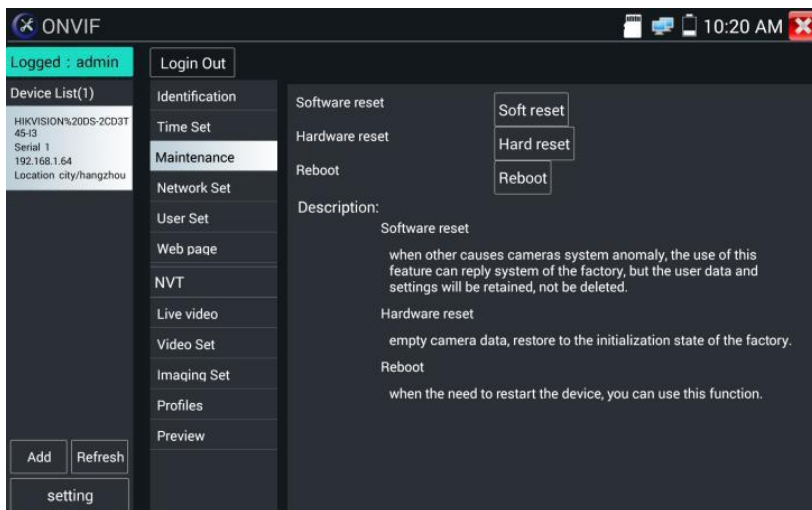 ONVIF
10:20 AM
Logged : admin
Login Out
Device List(1)
HIKVISION%20DS-2CD3T
45-I3
Serial 1
192.168.1.64
Location city/hangzhou
Add
Refresh
setting
Identification
Time Set
Maintenance
Network Set
User Set
Web page
NVT
Live video
Video Set
Imaging Set
Profiles
Preview
Software reset
Soft reset
Hardware reset
Hard reset
Reboot
Reboot
Description:
Software reset
when other causes cameras system anomaly, the use of this
feature can reply system of the factory, but the user data and
settings will be retained, not be deleted.
Hardware reset
empty camera data, restore to the initialization state of the factory.
Reboot
when the need to restart the device, you can use this function.